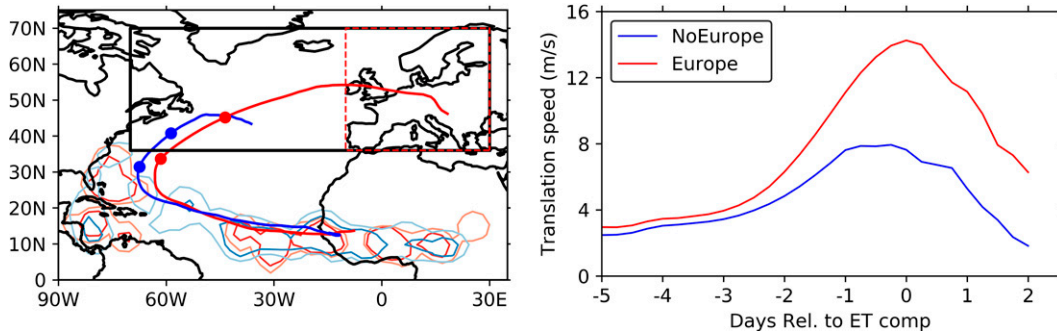 70N
60N
50N
40N
30N
20N
10N
0
90W 60W 30W 0 30E
16
12
8
4
0
Translation speed (m/s)
NoEurope
Europe
-5 -4 -3 -2 -1 0 1 2
Days Rel. to ET comp